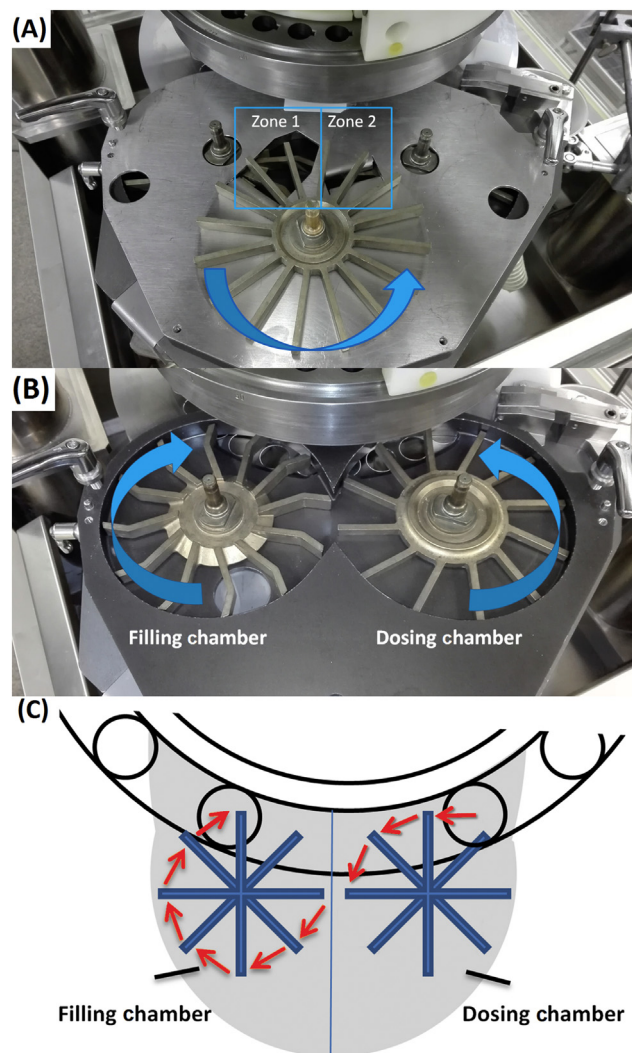 (A)
Zone 1
Zone 2
(B)
Filling chamber
Dosing chamber
(C)
Filling chamber
Dosing chamber